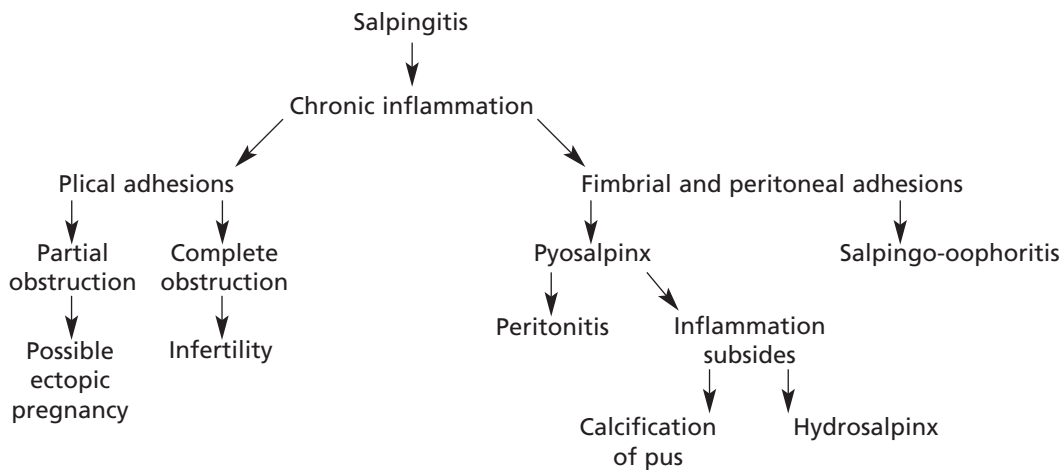 Salpingitis
Chronic inflammation
Plical adhesions
Fimbrial and peritoneal adhesions
Partial
obstruction
Complete
obstruction
Pyosalpinx
Salpingo-oophoritis
Possible
ectopic
pregnancy
Infertility
Peritonitis
Inflammation
subsides
Calcification
of pus
Hydrosalpinx